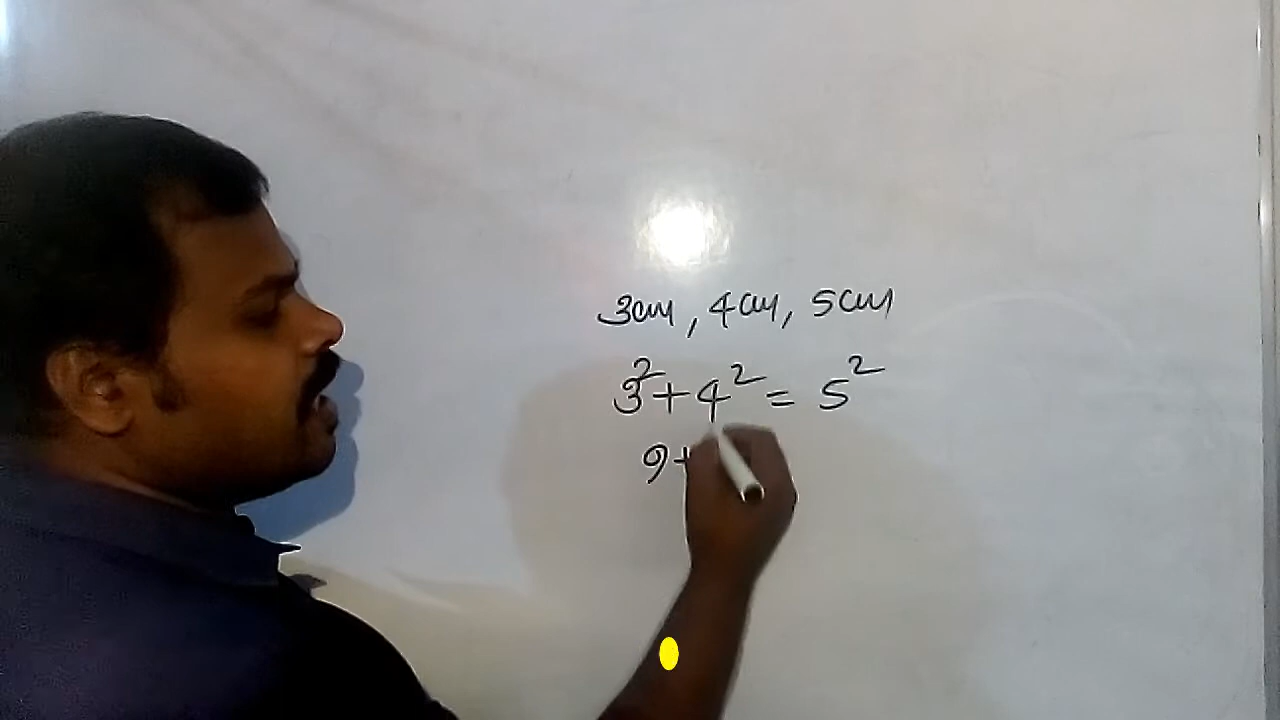 3cm, 4cm, 5cm
3² + 4² = 5²
9+